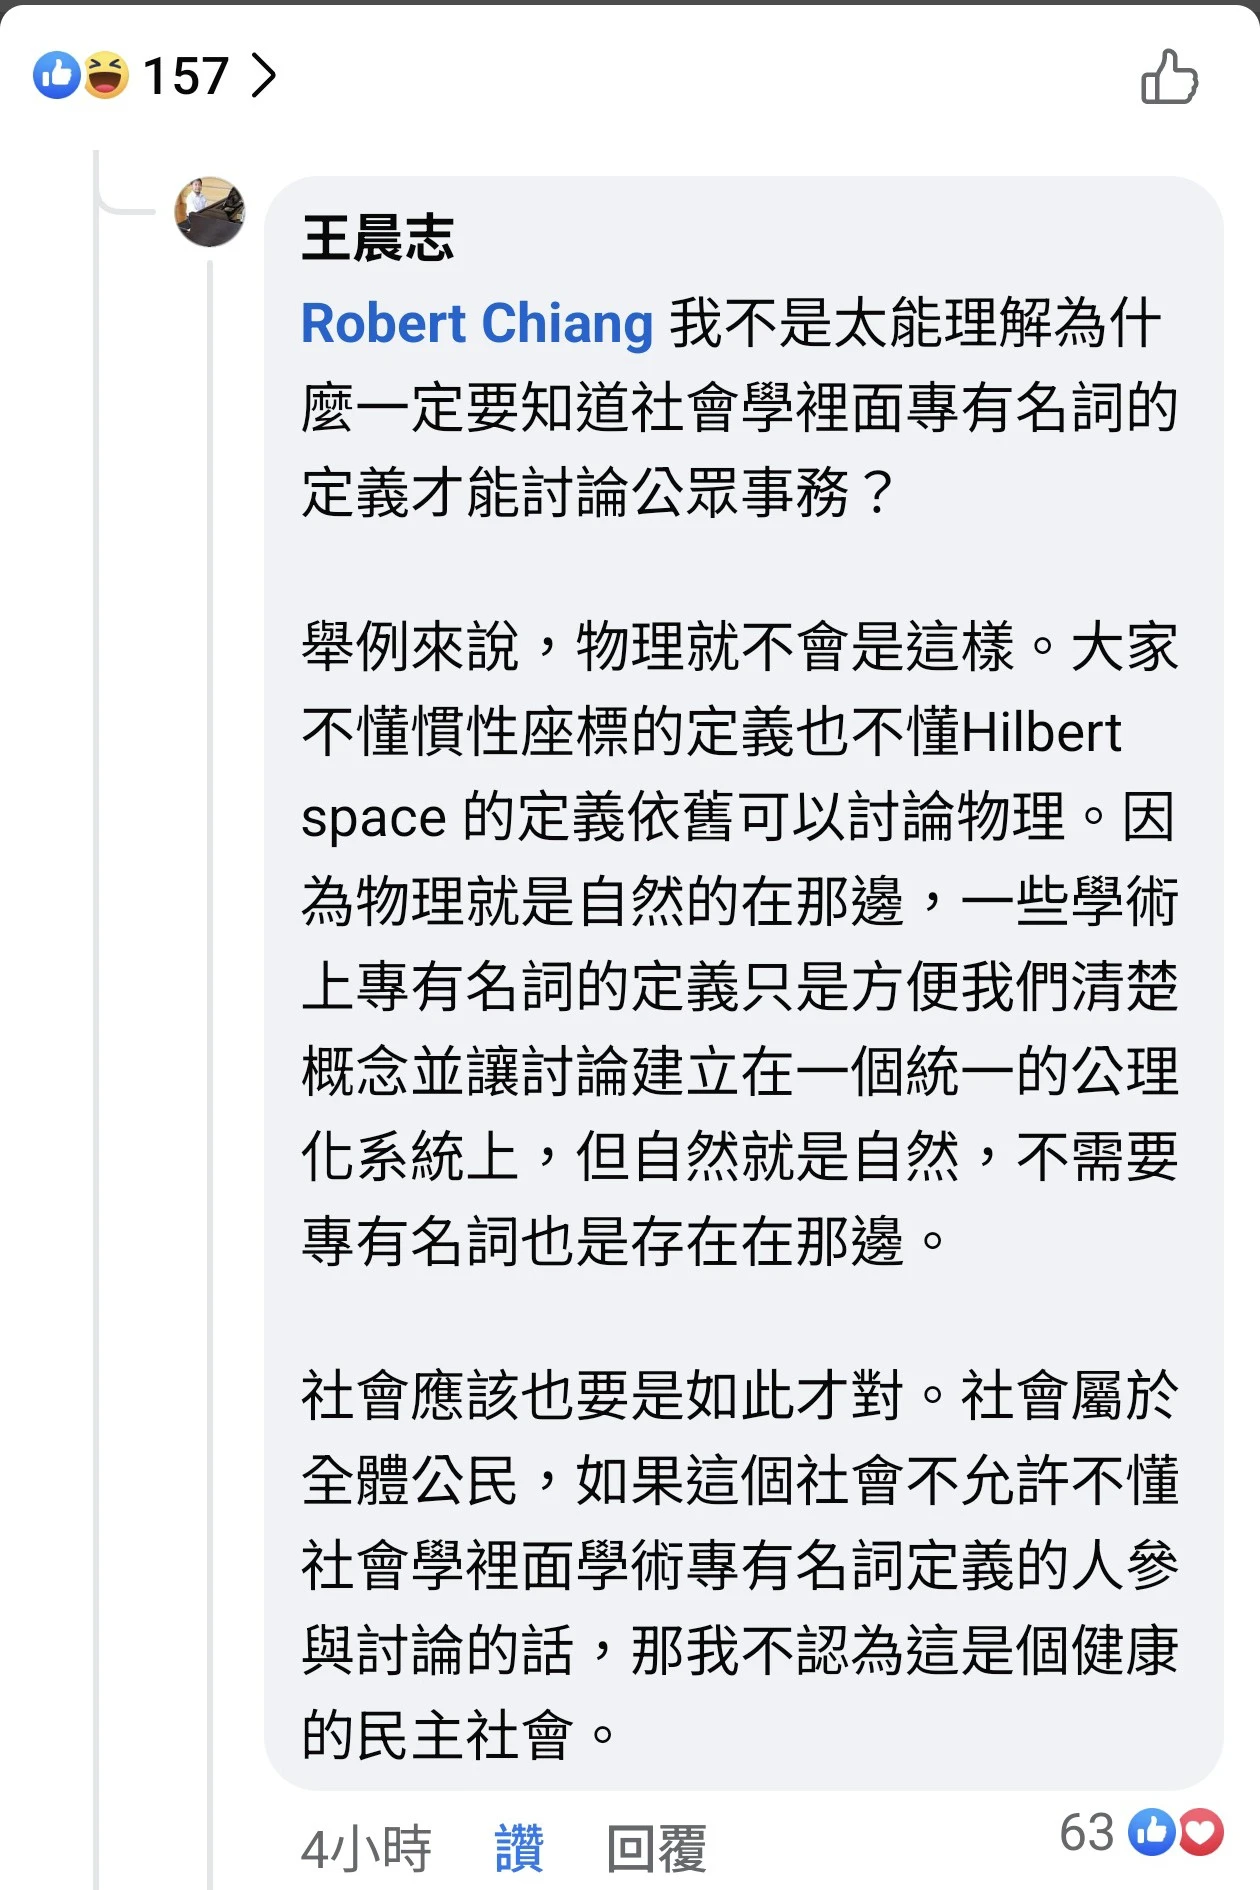 157
王晨志
Robert Chiang 我不是太能理解為什
麼一定要知道社會學裡面專有名詞的
定義才能討論公眾事務？
舉例來說，物理就不會是這樣。大家
不懂慣性座標的定義也不懂Hilbert
space 的定義依舊可以討論物理。因
為物理就是自然的在那邊，一些學術
上專有名詞的定義只是方便我們清楚
概念並讓討論建立在一個統一的公理
化系統上，但自然就是自然，不需要
專有名詞也是存在在那邊。
社會應該也要是如此才對。社會屬於
全體公民，如果這個社會不允許不懂
社會學裡面學術專有名詞定義的人參
與討論的話，那我不認為這是個健康
的民主社會。
4小時 讚 回覆 63